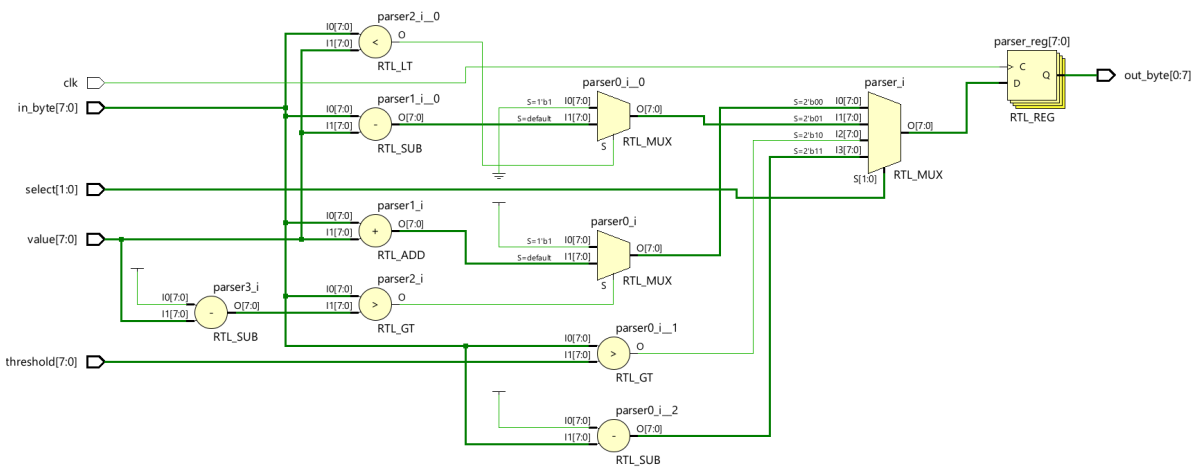 parser2_i__0
I0[7:0]
I1[7:0]
O
<
RTL_LT
clk
in_byte[7:0]
parser1_i__0
I0[7:0]
I1[7:0]
O[7:0]
-
RTL_SUB
parser0_i__0
S=1'b1
I0[7:0]
S=default
I1[7:0]
O[7:0]
S
RTL_MUX
parser_i
S=2'b00
I0[7:0]
S=2'b01
I1[7:0]
S=2'b10
I2[7:0]
S=2'b11
I3[7:0]
S[1:0]
O[7:0]
RTL_MUX
parser_reg[7:0]
C
D
Q
RTL_REG
out_byte[0:7]
select[1:0]
value[7:0]
parser1_i
I0[7:0]
I1[7:0]
O[7:0]
+
RTL_ADD
parser0_i
S=1'b1
I0[7:0]
S=default
I1[7:0]
O[7:0]
S
RTL_MUX
parser3_i
I0[7:0]
I1[7:0]
O[7:0]
-
RTL_SUB
parser2_i
I0[7:0]
I1[7:0]
O
>
RTL_GT
threshold[7:0]
parser0_i__1
I0[7:0]
I1[7:0]
O
>
RTL_GT
parser0_i__2
I0[7:0]
I1[7:0]
O[7:0]
-
RTL_SUB